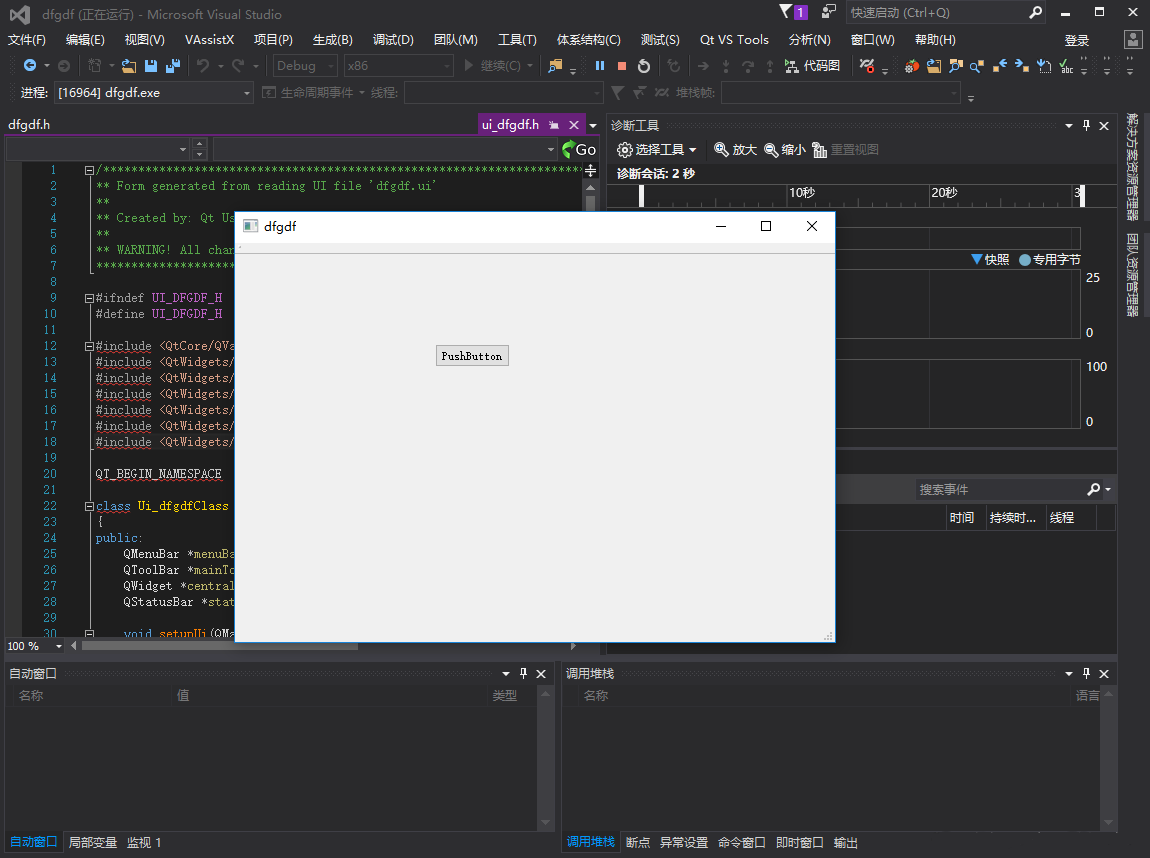 dfgdf (正在运行) - Microsoft Visual Studio
1
快速启动 (Ctrl+Q)
文件(F) 编辑(E) 视图(V) VAssistX 项目(P) 生成(B) 调试(D) 团队(M) 工具(T) 体系结构(C) 测试(S) Qt VS Tools 分析(N) 窗口(W) 帮助(H) 登录
Debug x86 继续(C) 代码图 abc
进程: [16964] dfgdf.exe 生命周期事件 线程: 堆栈帧:
dfgdf.h ui_dfgdf.h
Go
1 /********************************************************************
2 ** Form generated from reading UI file 'dfgdf.ui'
3 **
4 ** Created by: Qt Us
5 **
6 ** WARNING! All chan
7 ********************
8
9 #ifndef UI_DFGDF_H
10 #define UI_DFGDF_H
11
12 #include <QtCore/QVa
13 #include <QtWidgets/
14 #include <QtWidgets/
15 #include <QtWidgets/
16 #include <QtWidgets/
17 #include <QtWidgets/
18 #include <QtWidgets/
19
20 QT_BEGIN_NAMESPACE
21
22 class Ui_dfgdfClass
23 {
24 public:
25 QMenuBar *menuBa
26 QToolBar *mainTo
27 QWidget *central
28 QStatusBar *stat
29
30 void setupUi(QMa
100 %
dfgdf
PushButton
诊断工具
选择工具 放大 缩小 重置视图
诊断会话: 2 秒
10秒 20秒 3
快照 专用字节
25
0
100
0
搜索事件
时间 持续时... 线程
解决方案资源管理器
团队资源管理器
自动窗口
名称 值 类型
自动窗口 局部变量 监视 1
调用堆栈
名称 语言
调用堆栈 断点 异常设置 命令窗口 即时窗口 输出